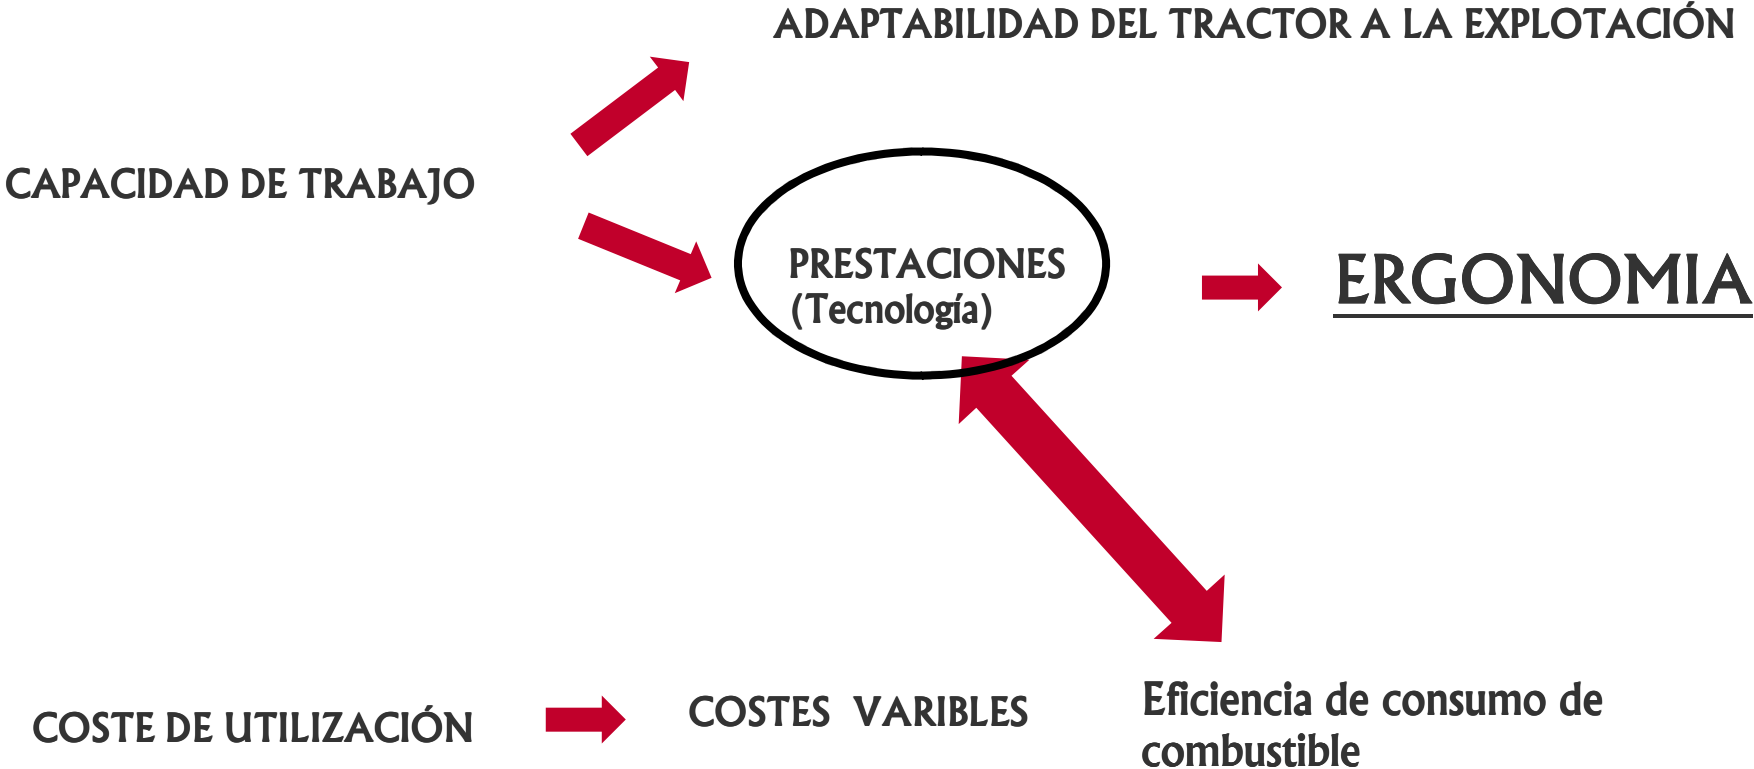 ADAPTABILIDAD DEL TRACTOR A LA EXPLOTACIÓN
CAPACIDAD DE TRABAJO
PRESTACIONES
(Tecnología)
ERGONOMIA
COSTE DE UTILIZACIÓN
COSTES VARIBLES
Eficiencia de consumo de
combustible